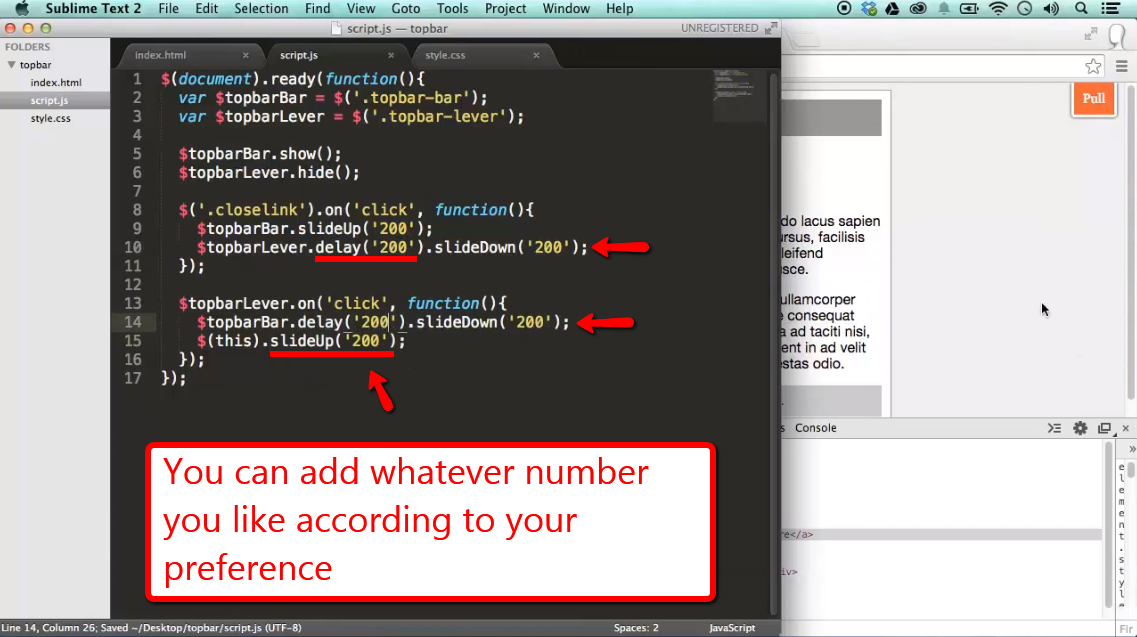 Sublime Text 2 File Edit Selection Find View Goto Tools Project Window Help
script.js — topbar
UNREGISTERED
FOLDERS
topbar
index.html
script.js
style.css
index.html × script.js × style.css ×
1 $(document).ready(function(){
2 var $topbarBar = $('.topbar-bar');
3 var $topbarLever = $('.topbar-lever');
4
5 $topbarBar.show();
6 $topbarLever.hide();
7
8 $('.closelink').on('click', function(){
9 $topbarBar.slideUp('200');
10 $topbarLever.delay('200').slideDown('200');
11 });
12
13 $topbarLever.on('click', function(){
14 $topbarBar.delay('200').slideDown('200');
15 $(this).slideUp('200');
16 });
17 });
You can add whatever number
you like according to your
preference
Line 14, Column 26; Saved ~/Desktop/topbar/script.js (UTF-8)
Spaces: 2
JavaScript
Pull
do lacus sapien
ursus, facilisis
leifend
sce.
ullamcorper
e consequat
ad taciti nisi,
ent in ad velit
estas odio.
s Console
×
»
re</a>
iv>
e
l
e
m
e
n
t
.
s
t
y
l
e
Fir